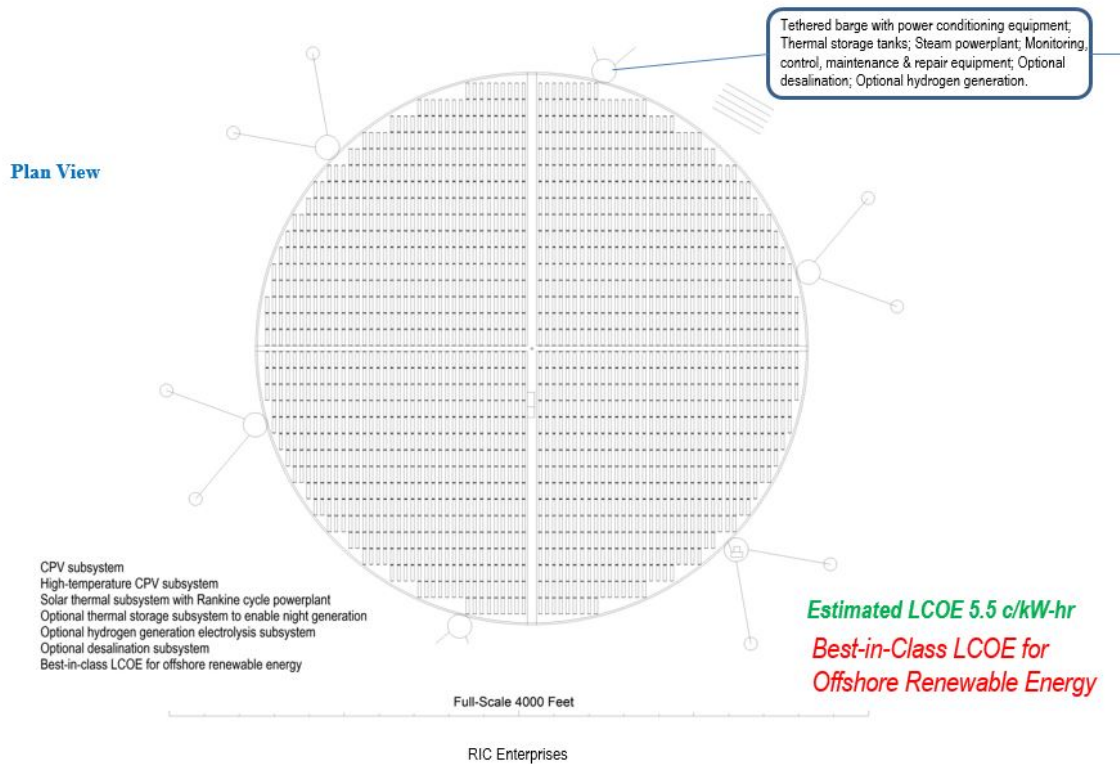 Tethered barge with power conditioning equipment;
Thermal storage tanks; Steam powerplant; Monitoring,
control, maintenance & repair equipment; Optional
desalination; Optional hydrogen generation.
Plan View
CPV subsystem
High-temperature CPV subsystem
Solar thermal subsystem with Rankine cycle powerplant
Optional thermal storage subsystem to enable night generation
Optional hydrogen generation electrolysis subsystem
Optional desalination subsystem
Best-in-class LCOE for offshore renewable energy
Estimated LCOE 5.5 c/kW-hr
Best-in-Class LCOE for
Offshore Renewable Energy
Full-Scale 4000 Feet
RIC Enterprises